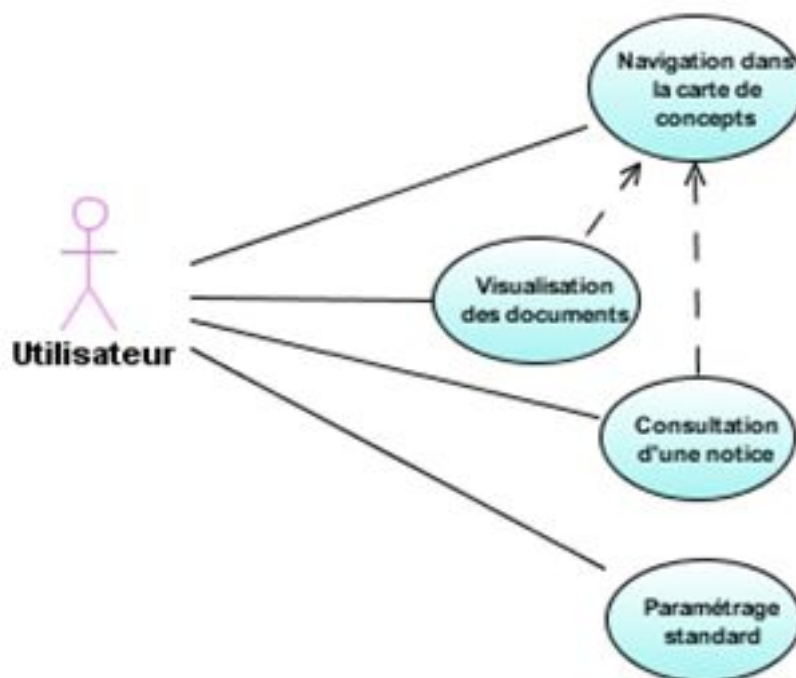 Navigation dans
la carte de
concepts
Visualisation
des documents
Utilisateur
Consultation
d'une notice
Paramétrage
standard